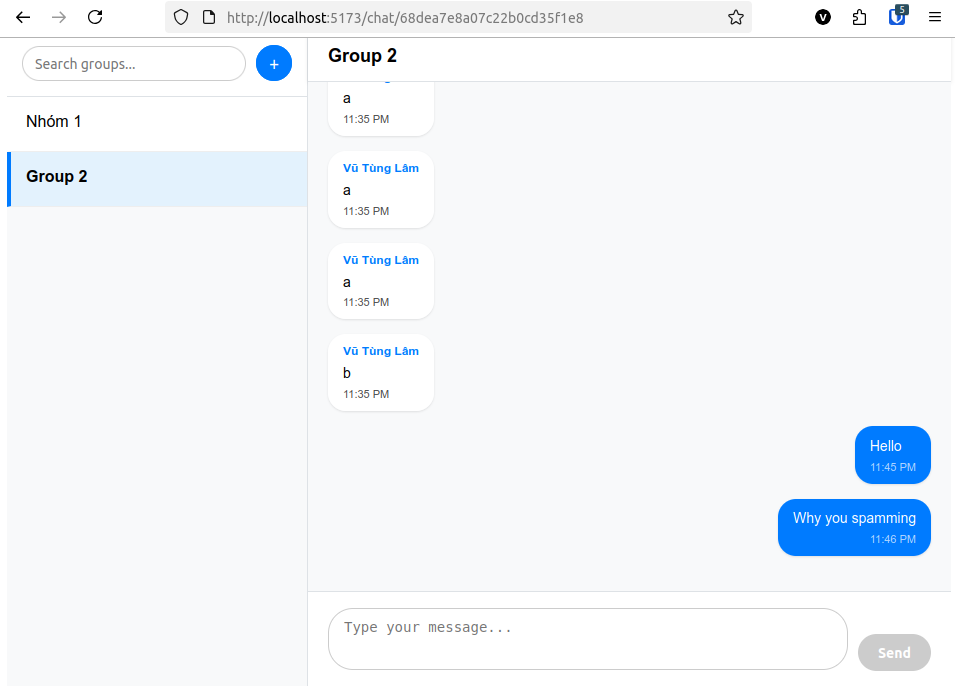 http://localhost:5173/chat/68dea7e8a07c22b0cd35f1e8
V
5
Search groups...
+
Group 2
Nhóm 1
Group 2
a
11:35 PM
Vũ Tùng Lâm
a
11:35 PM
Vũ Tùng Lâm
a
11:35 PM
Vũ Tùng Lâm
b
11:35 PM
Hello
11:45 PM
Why you spamming
11:46 PM
Type your message...
Send